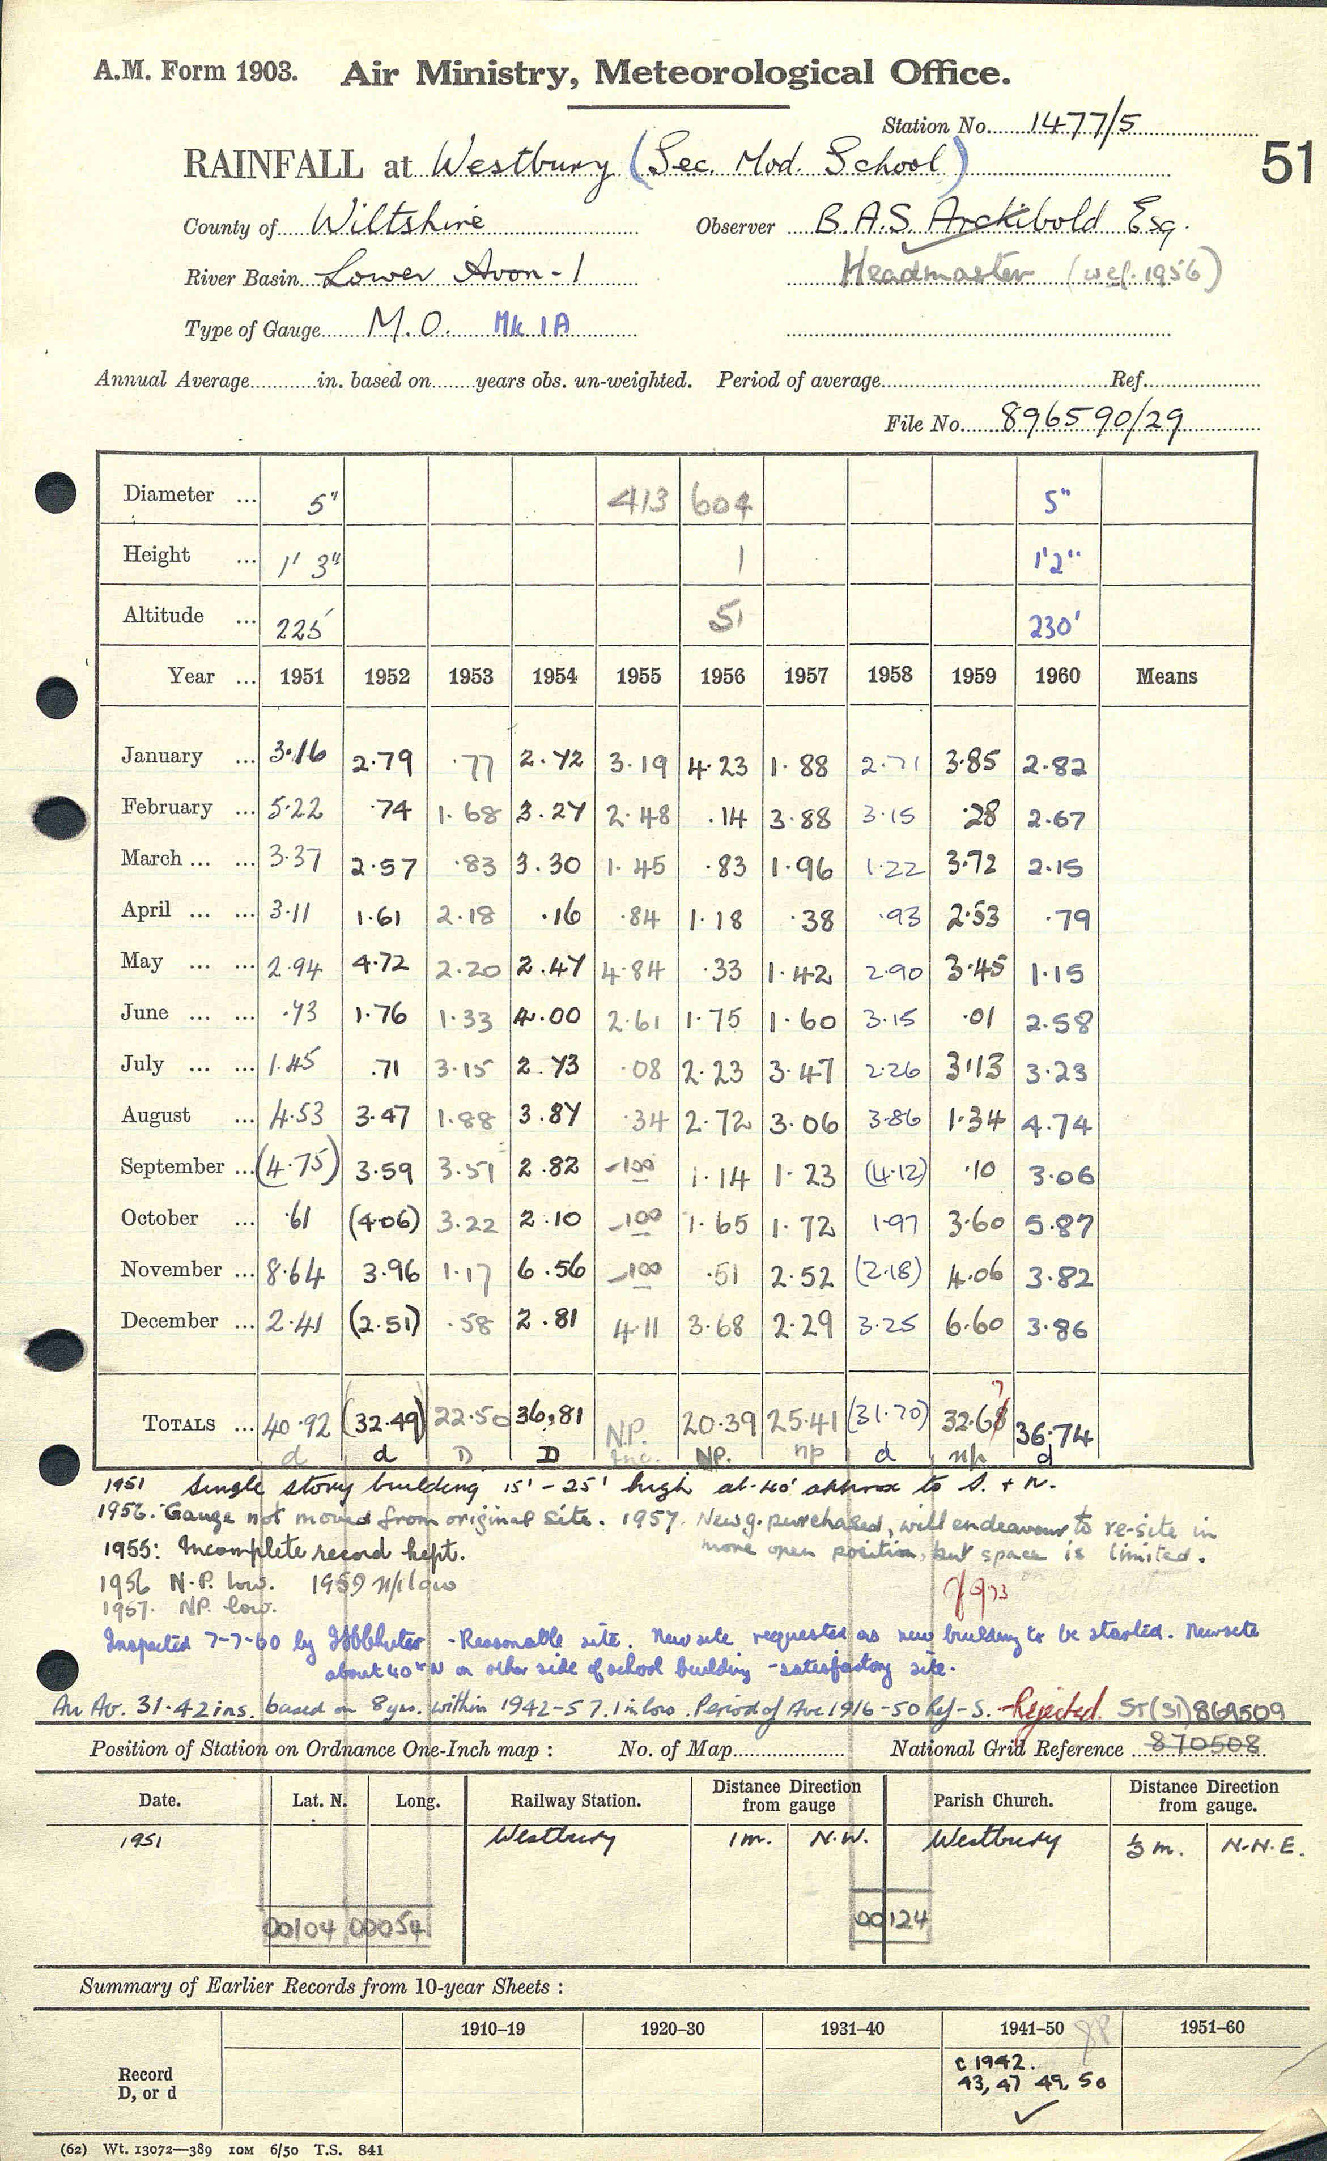 A.M. Form 1903. Air Ministry, Meteorological Office.
Station No. 1477/5
51
RAINFALL at Westbury (Sec. Mod. School)
County of Wiltshire Observer B.A.S. Archibold Esq.
River Basin Lower Avon - 1 Headmaster (wef. 1956)
Type of Gauge M.O. Mk 1A
Annual Average in. based on years obs. un-weighted. Period of average Ref.
File No. 896590/29
Diameter ... 5" 413 604 5"
Height ... 1' 3" 1 1'2"
Altitude ... 225' 51 230'
Year ... 1951 1952 1953 1954 1955 1956 1957 1958 1959 1960 Means
January ... 3.16 2.79 .77 2.72 3.19 4.23 1.88 2.71 3.85 2.82
February ... 5.22 .74 1.68 3.27 2.48 .14 3.88 3.15 .28 2.67
March ... ... 3.37 2.57 .83 3.30 1.45 .83 1.96 1.22 3.72 2.15
April ... ... 3.11 1.61 2.18 .16 .84 1.18 .38 .93 2.53 .79
May ... ... 2.94 4.72 2.20 2.47 4.84 .33 1.42 2.90 3.45 1.15
June ... ... .73 1.76 1.33 4.00 2.61 1.75 1.60 3.15 .01 2.58
July ... ... 1.45 .71 3.15 2.73 .08 2.23 3.47 2.26 3.13 3.23
August ... 4.53 3.47 1.88 3.87 .34 2.72 3.06 3.86 1.34 4.74
September ... (4.75) 3.59 3.51 2.82 -100 1.14 1.23 (4.12) .10 3.06
October ... .61 (4.06) 3.22 2.10 -100 1.65 1.72 1.97 3.60 5.87
November ... 8.64 3.96 1.17 6.56 -100 .51 2.52 (2.18) 4.06 3.82
December ... 2.41 (2.51) .58 2.81 4.11 3.68 2.29 3.25 6.60 3.86
7
TOTALS ... 40.92 (32.49) 22.50 36.81 N.P. 20.39 25.41 (31.70) 32.68 36.74
d d D D Inc. NP. np d n/p d
1951 Single story building 15' - 25' high at 40' approx to S. + N.
1956. Gauge not moved from original site. 1957. New g. purchased, will endeavour to re-site in
more open position, but space is limited.
1955: Incomplete record kept.
1956 N.P. low. 1959 n/p low
1957. NP. low.
Inspected 7-7-60 by - Reasonable site. New site requested as new building to be started. New site
about 40 N on other side of school building - satisfactory site.
An Av. 31.42 ins. based on 8 yrs. within 1942-57. 1 in low. Period of Ave 1916-50 Ref - S. - Rejected. ST(31)869509
Position of Station on Ordnance One-Inch map : No. of Map National Grid Reference 870508
Date. Lat. N. Long. Railway Station. Distance from gauge Direction Parish Church. Distance from gauge. Direction
1951 Westbury 1 m. N.W. Westbury 1/3 m. N.N.E.
00104 00054 00124
Summary of Earlier Records from 10-year Sheets :
1910-19 1920-30 1931-40 1941-50 1951-60
Record D, or d
c 1942.
43, 47 49, 50
(62) Wt. 13072—389 10M 6/50 T.S. 841